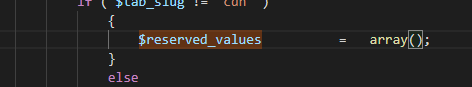 if ( $tab_slug != 'cdn' )
{
$reserved_values = array();
}
else